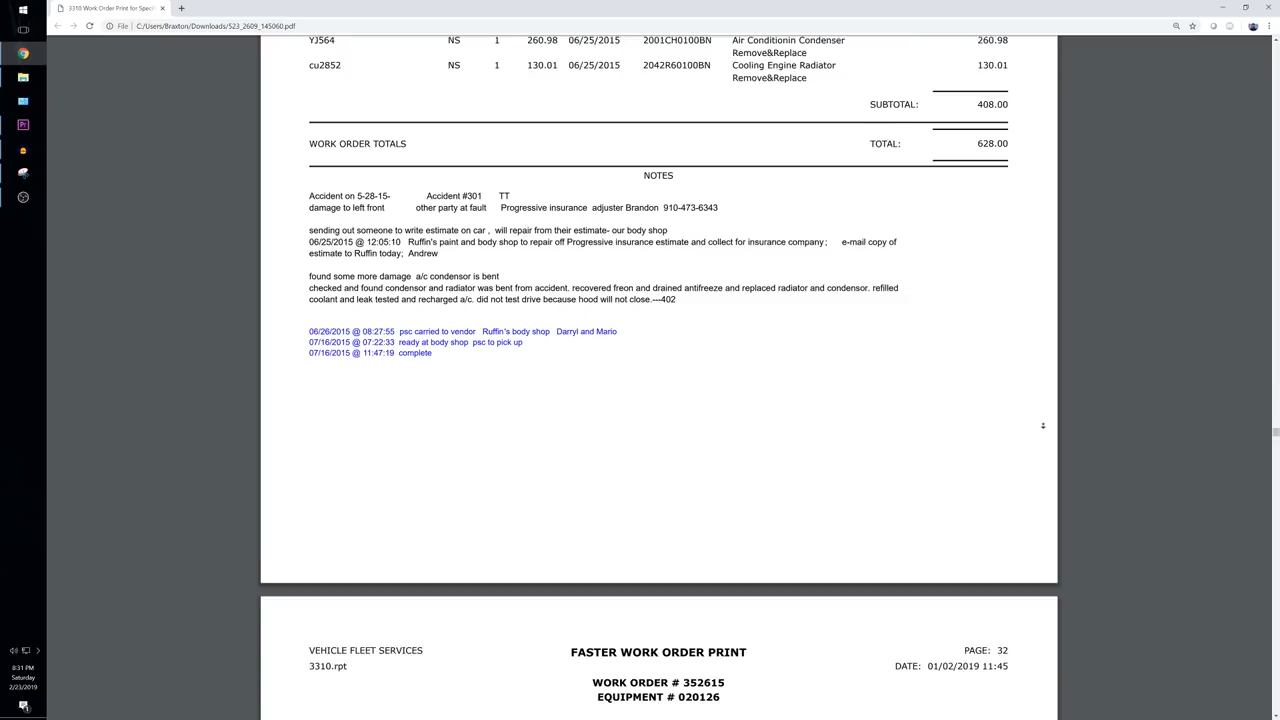 3310 Work Order Print for Specif
File | C:/Users/Braxton/Downloads/523_2609_145060.pdf
YJ564 NS 1 260.98 06/25/2015 2001CH0100BN Air Conditionin Condenser 260.98
Remove&Replace
cu2852 NS 1 130.01 06/25/2015 2042R60100BN Cooling Engine Radiator 130.01
Remove&Replace
SUBTOTAL: 408.00
WORK ORDER TOTALS TOTAL: 628.00
NOTES
Accident on 5-28-15- Accident #301 TT
damage to left front other party at fault Progressive insurance adjuster Brandon 910-473-6343
sending out someone to write estimate on car , will repair from their estimate- our body shop
06/25/2015 @ 12:05:10 Ruffin's paint and body shop to repair off Progressive insurance estimate and collect for insurance company; e-mail copy of
estimate to Ruffin today; Andrew
found some more damage a/c condensor is bent
checked and found condensor and radiator was bent from accident. recovered freon and drained antifreeze and replaced radiator and condensor. refilled
coolant and leak tested and recharged a/c. did not test drive because hood will not close.---402
06/26/2015 @ 08:27:55 psc carried to vendor Ruffin's body shop Darryl and Mario
07/16/2015 @ 07:22:33 ready at body shop psc to pick up
07/16/2015 @ 11:47:19 complete
VEHICLE FLEET SERVICES FASTER WORK ORDER PRINT PAGE: 32
3310.rpt DATE: 01/02/2019 11:45
WORK ORDER # 352615
EQUIPMENT # 020126
Pr
8:31 PM
Saturday
2/23/2019